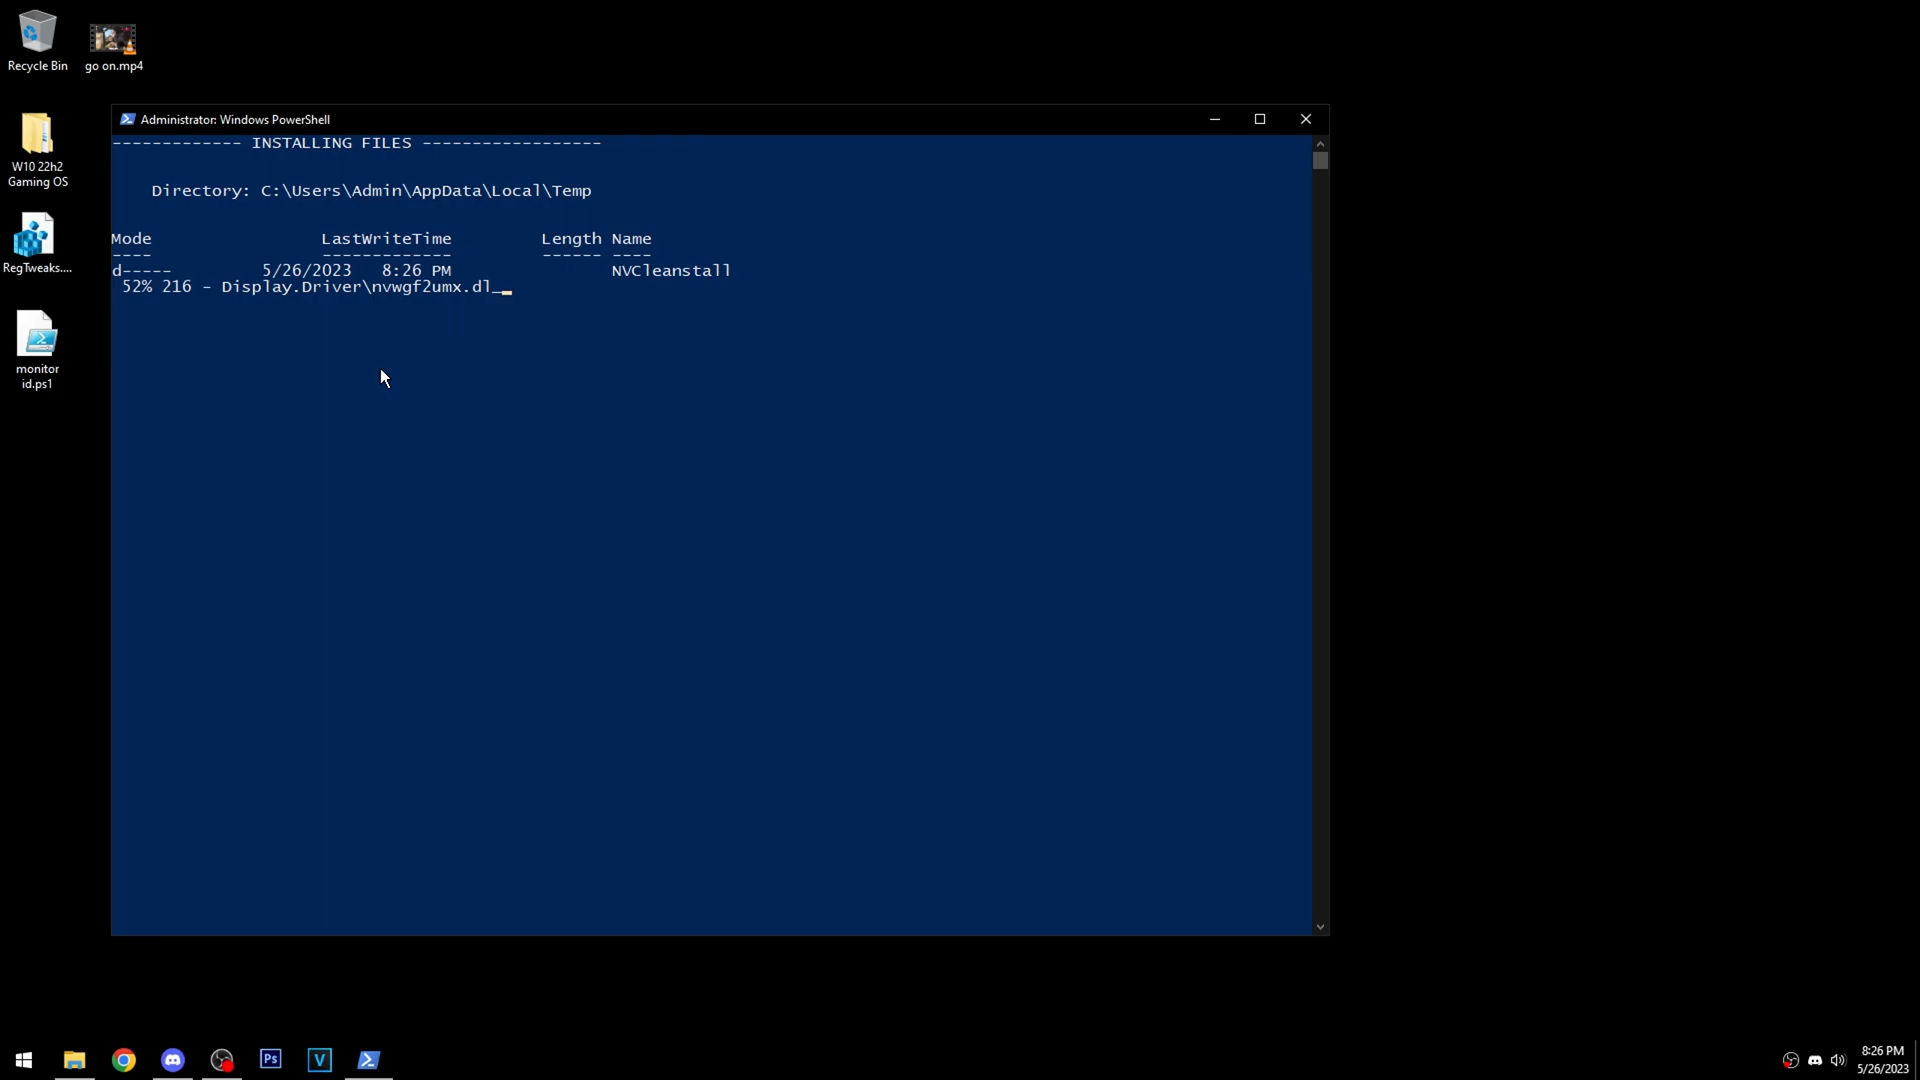 Recycle Bin
go on.mp4
W10 22h2
Gaming OS
RegTweaks....
monitor
id.ps1
Administrator: Windows PowerShell
------------- INSTALLING FILES ------------------
Directory: C:\Users\Admin\AppData\Local\Temp
Mode LastWriteTime Length Name
---- ------------- ------ ----
d----- 5/26/2023 8:26 PM NVCleanstall
52% 216 - Display.Driver\nvwgf2umx.dl_
Ps
V
8:26 PM
5/26/2023